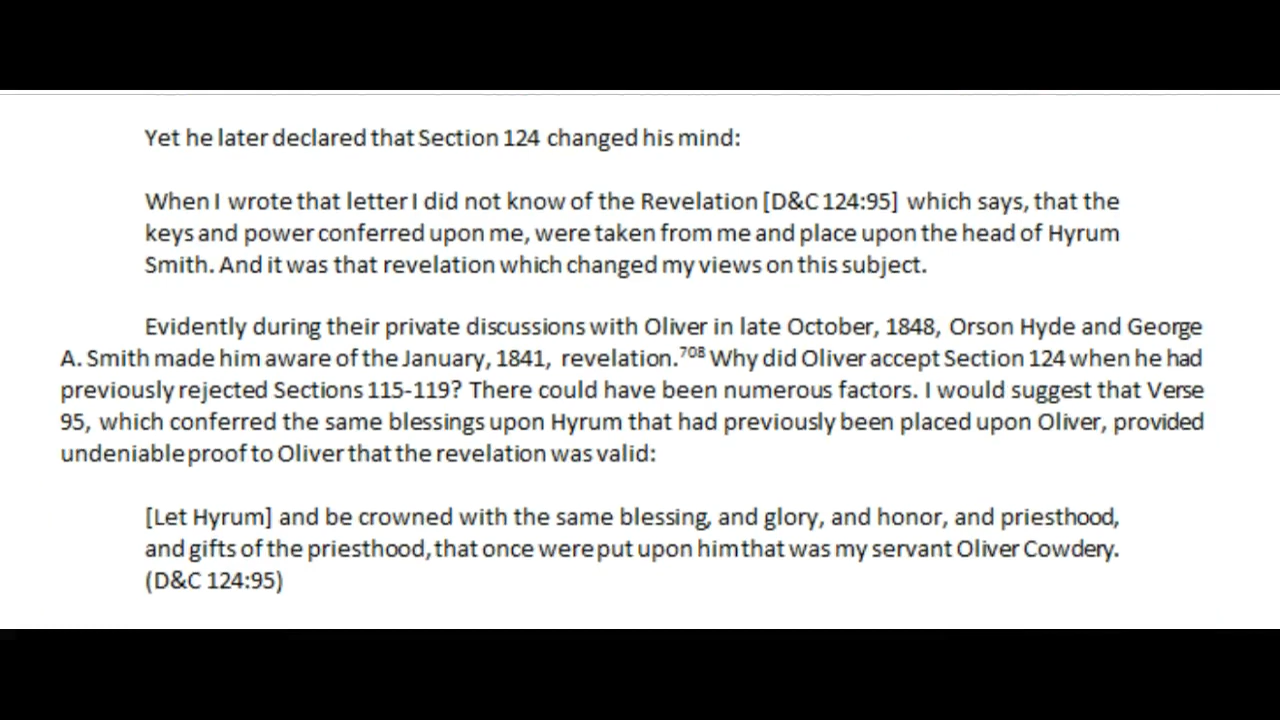 Yet he later declared that Section 124 changed his mind:
When I wrote that letter I did not know of the Revelation [D&C 124:95] which says, that the
keys and power conferred upon me, were taken from me and place upon the head of Hyrum
Smith. And it was that revelation which changed my views on this subject.
Evidently during their private discussions with Oliver in late October, 1848, Orson Hyde and George
A. Smith made him aware of the January, 1841, revelation.⁷⁰⁸ Why did Oliver accept Section 124 when he had
previously rejected Sections 115-119? There could have been numerous factors. I would suggest that Verse
95, which conferred the same blessings upon Hyrum that had previously been placed upon Oliver, provided
undeniable proof to Oliver that the revelation was valid:
[Let Hyrum] and be crowned with the same blessing, and glory, and honor, and priesthood,
and gifts of the priesthood, that once were put upon him that was my servant Oliver Cowdery.
(D&C 124:95)